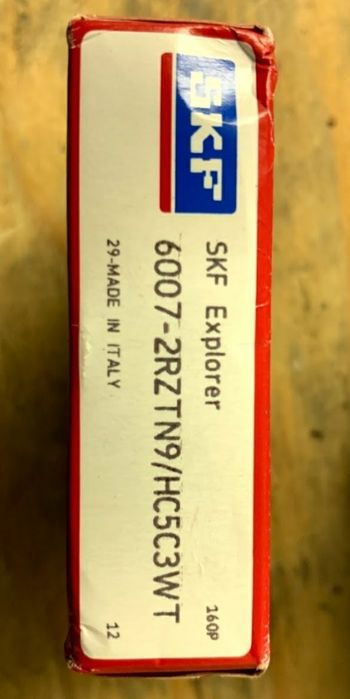 SKF
SKF Explorer 160P
6007-2RZTN9/HC5C3WT
29-MADE IN ITALY 12